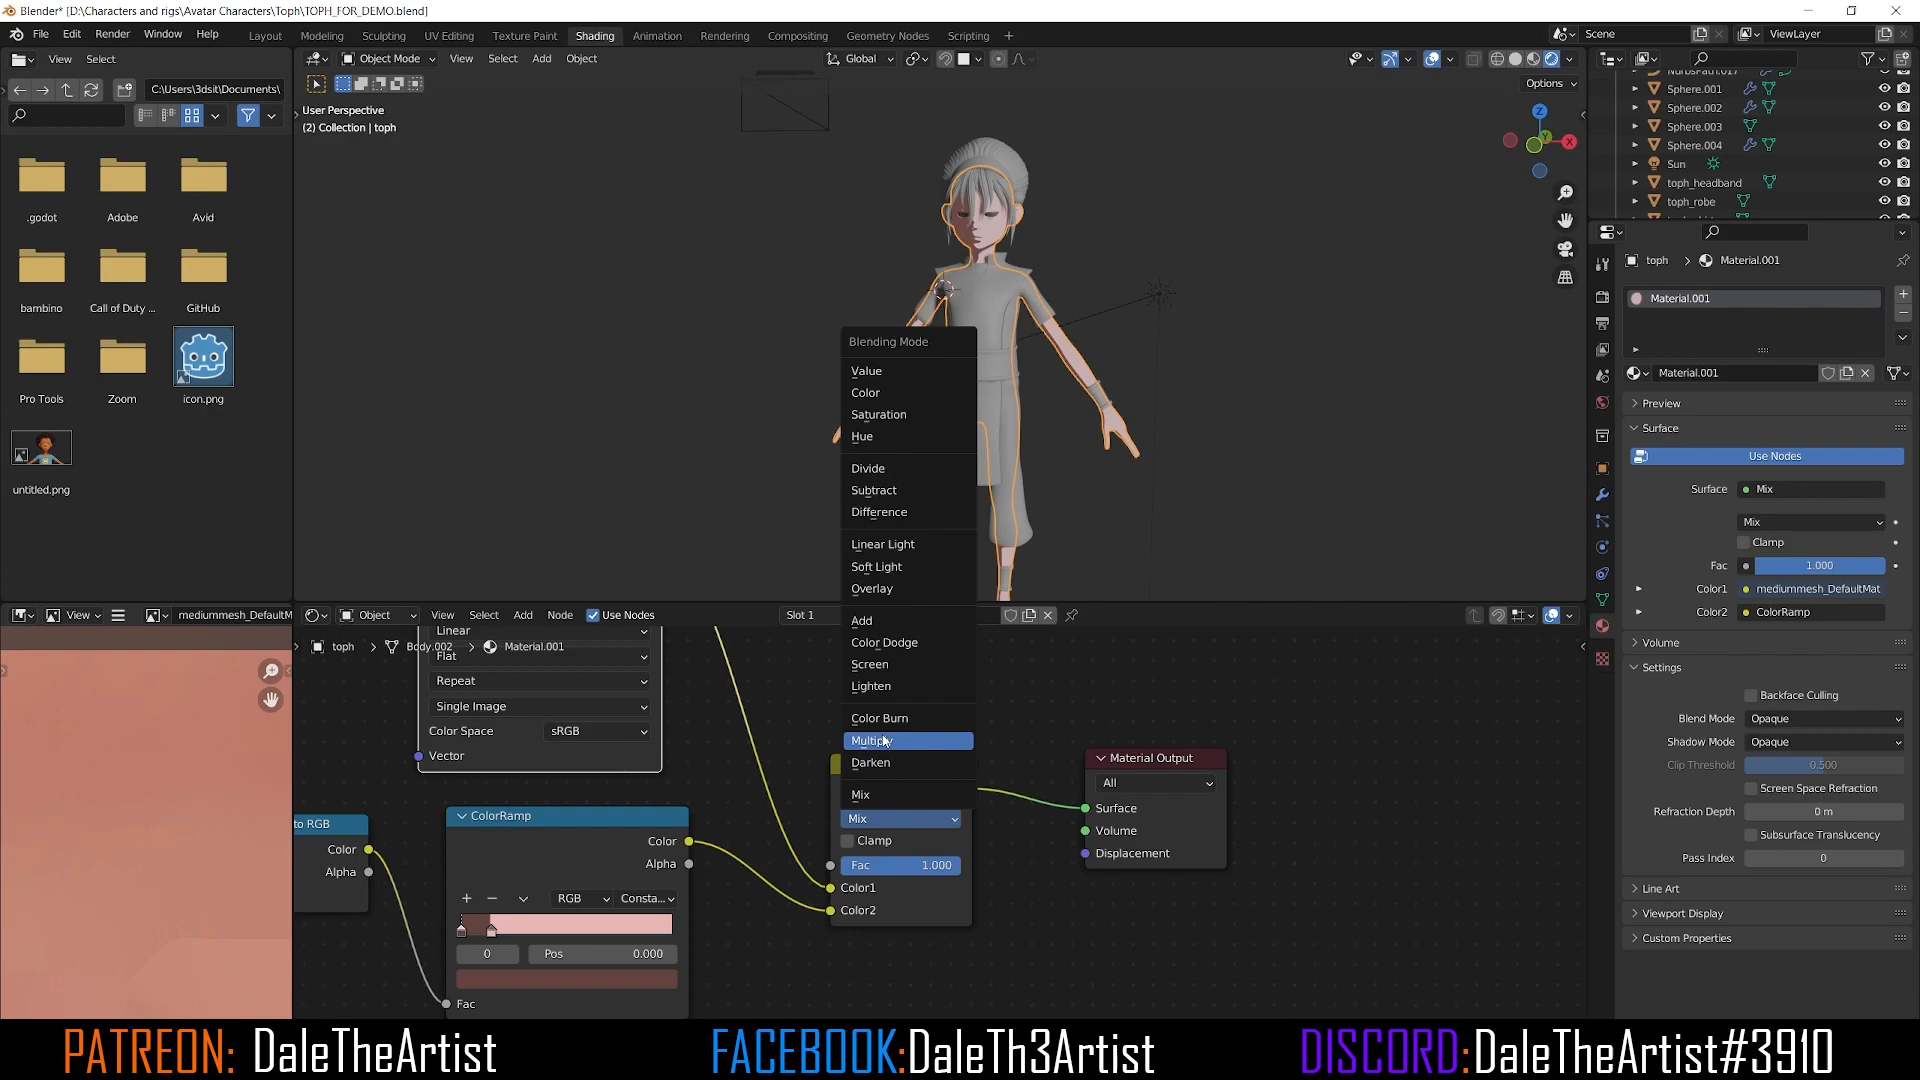 Blender* [D:\Characters and rigs\Avatar Characters\Toph\TOPH_FOR_DEMO.blend]
File Edit Render Window Help Layout Modeling Sculpting UV Editing Texture Paint Shading Animation Rendering Compositing Geometry Nodes Scripting + Scene ViewLayer
View Select
Object Mode View Select Add Object Global
C:\Users\3dsit\Documents\
Options
User Perspective
(2) Collection | toph
Sphere.001
Sphere.002
Sphere.003
Sphere.004
Sun
toph_headband
toph_robe
.godot Adobe Avid
bambino Call of Duty ... GitHub
Pro Tools Zoom icon.png
untitled.png
Z
X
Y
toph > Material.001
Material.001
Material.001
Preview
Surface
Use Nodes
Surface Mix
Mix
Clamp
Fac 1.000
Color1 mediummesh_DefaultMat
Color2 ColorRamp
Volume
Settings
Backface Culling
Blend Mode Opaque
Shadow Mode Opaque
Clip Threshold 0.500
Screen Space Refraction
Refraction Depth 0 m
Subsurface Translucency
Pass Index 0
Line Art
Viewport Display
Custom Properties
Blending Mode
Value
Color
Saturation
Hue
Divide
Subtract
Difference
Linear Light
Soft Light
Overlay
Add
Color Dodge
Screen
Lighten
Color Burn
Multiply
Darken
Mix
View mediummesh_DefaultM
Object View Select Add Node Use Nodes Slot 1
toph > Body.002 > Material.001
Linear
Flat
Repeat
Single Image
Color Space sRGB
Vector
to RGB
Color
Alpha
ColorRamp
Color
Alpha
RGB Consta...
0 Pos 0.000
Fac
Mix
Clamp
Fac 1.000
Color1
Color2
Material Output
All
Surface
Volume
Displacement
PATREON: DaleTheArtist FACEBOOK:DaleTh3Artist DISCORD:DaleTheArtist#3910